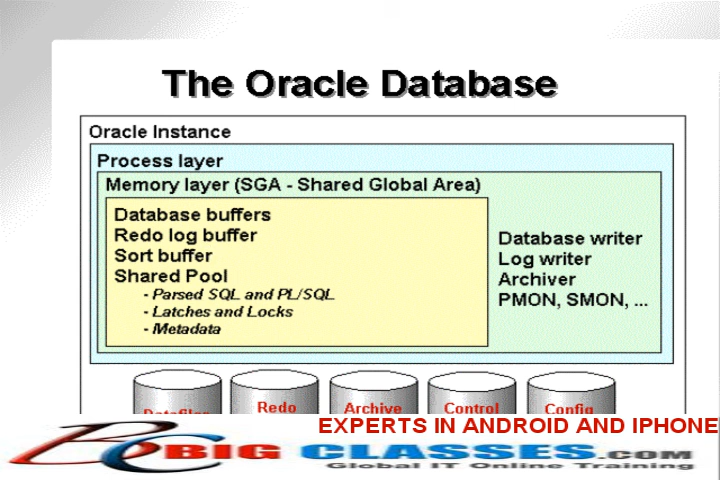 The Oracle Database
Oracle Instance
Process layer
Memory layer (SGA - Shared Global Area)
Database buffers
Redo log buffer
Sort buffer
Shared Pool
- Parsed SQL and PL/SQL
- Latches and Locks
- Metadata
Database writer
Log writer
Archiver
PMON, SMON, ...
Datafiles
Redo
Archive
Control
Config
EXPERTS IN ANDROID AND IPHONE
BC BIG CLASSES.COM
Global IT Online Training